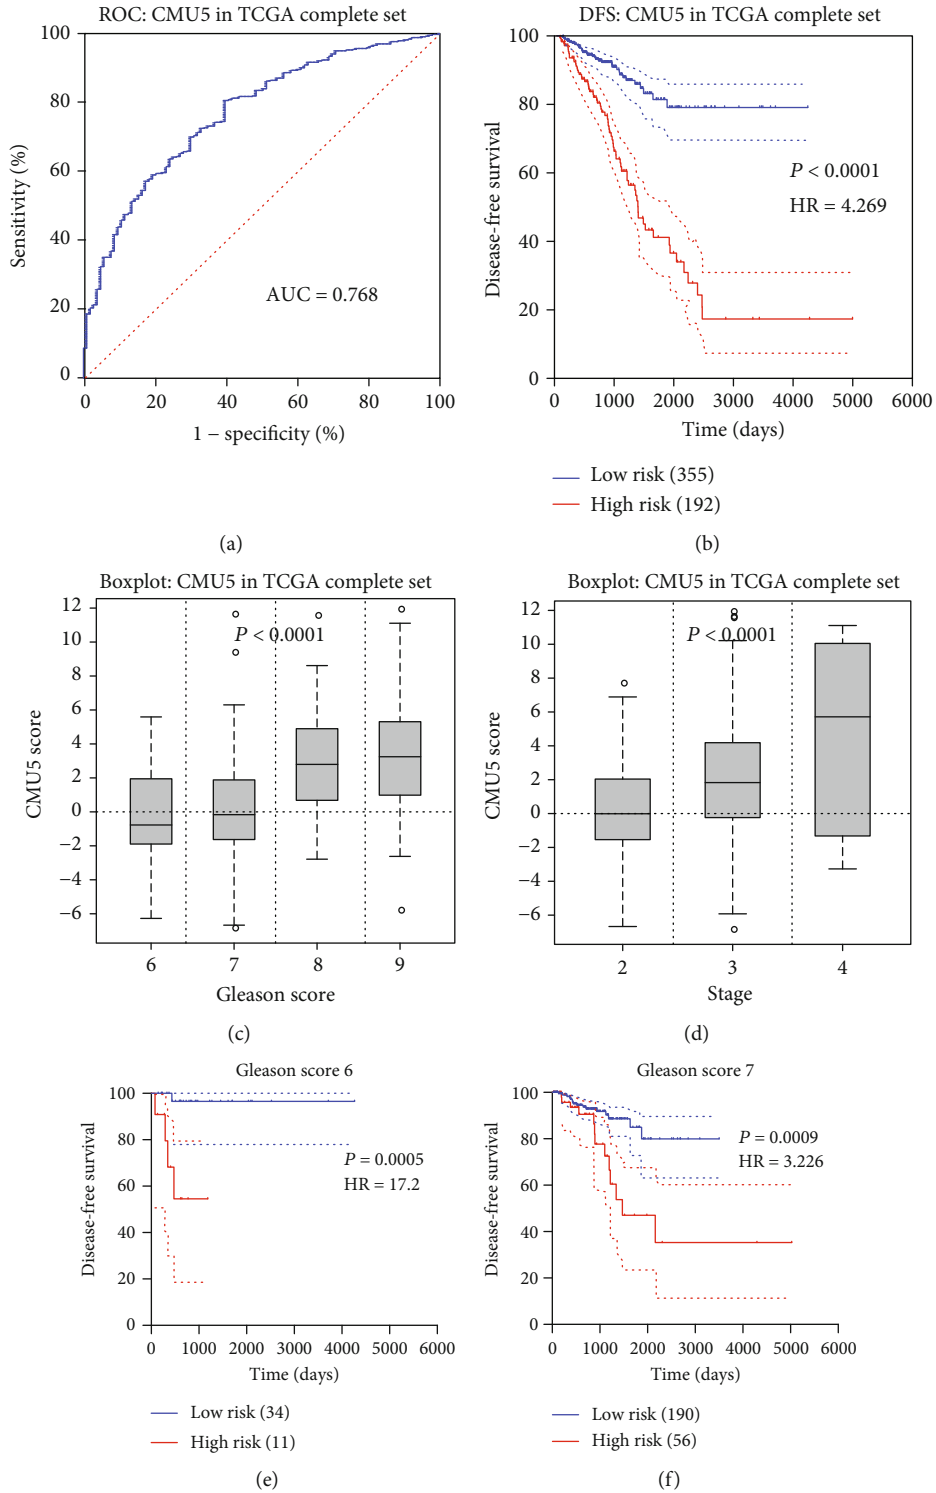 ROC: CMU5 in TCGA complete set
100
80
60
40
20
0
Sensitivity (%)
AUC = 0.768
0 20 40 60 80 100
1 − specificity (%)
(a)
DFS: CMU5 in TCGA complete set
100
80
60
40
20
0
Disease-free survival
P < 0.0001
HR = 4.269
0 1000 2000 3000 4000 5000 6000
Time (days)
Low risk (355)
High risk (192)
(b)
Boxplot: CMU5 in TCGA complete set
12
10
8
6
4
2
0
−2
−4
−6
CMU5 score
P < 0.0001
6 7 8 9
Gleason score
(c)
Boxplot: CMU5 in TCGA complete set
12
10
8
6
4
2
0
−2
−4
−6
CMU5 score
P < 0.0001
2 3 4
Stage
(d)
Gleason score 6
100
80
60
40
20
0
Disease-free survival
P = 0.0005
HR = 17.2
0 1000 2000 3000 4000 5000 6000
Time (days)
Low risk (34)
High risk (11)
(e)
Gleason score 7
100
80
60
40
20
0
Disease-free survival
P = 0.0009
HR = 3.226
0 1000 2000 3000 4000 5000 6000
Time (days)
Low risk (190)
High risk (56)
(f)